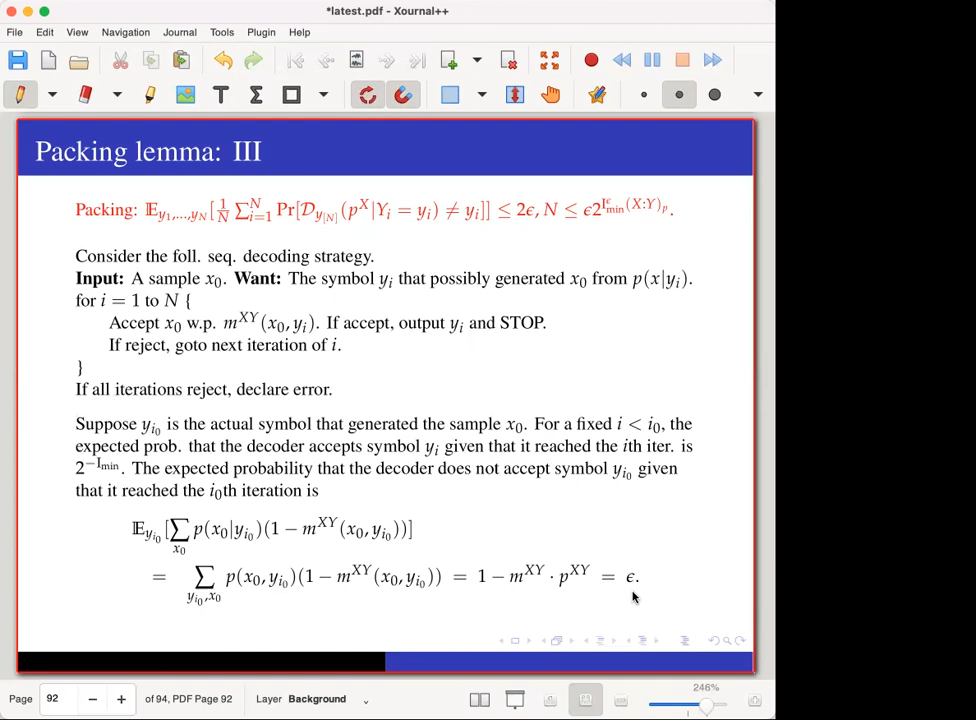 *latest.pdf - Xournal++
File Edit View Navigation Journal Tools Plugin Help
Packing lemma: III
Packing: 𝔼_{y_1,...,y_N}[\frac{1}{N} ∑_{i=1}^{N} Pr[𝒟_{y_{[N]}}(p^X|Y_i = y_i) ≠ y_i]] ≤ 2ϵ, N ≤ ϵ2^{I^ϵ_{min}(X:Y)_p}.
Consider the foll. seq. decoding strategy.
Input: A sample x_0. Want: The symbol y_i that possibly generated x_0 from p(x|y_i).
for i = 1 to N {
Accept x_0 w.p. m^{XY}(x_0, y_i). If accept, output y_i and STOP.
If reject, goto next iteration of i.
}
If all iterations reject, declare error.
Suppose y_{i_0} is the actual symbol that generated the sample x_0. For a fixed i < i_0, the
expected prob. that the decoder accepts symbol y_i given that it reached the ith iter. is
2^{-I_{min}}. The expected probability that the decoder does not accept symbol y_{i_0} given
that it reached the i_0th iteration is
𝔼_{y_{i_0}}[∑_{x_0} p(x_0|y_{i_0})(1 − m^{XY}(x_0, y_{i_0}))]
= ∑_{y_{i_0},x_0} p(x_0, y_{i_0})(1 − m^{XY}(x_0, y_{i_0})) = 1 − m^{XY} · p^{XY} = ϵ.
Page 92 of 94, PDF Page 92 Layer Background 246%